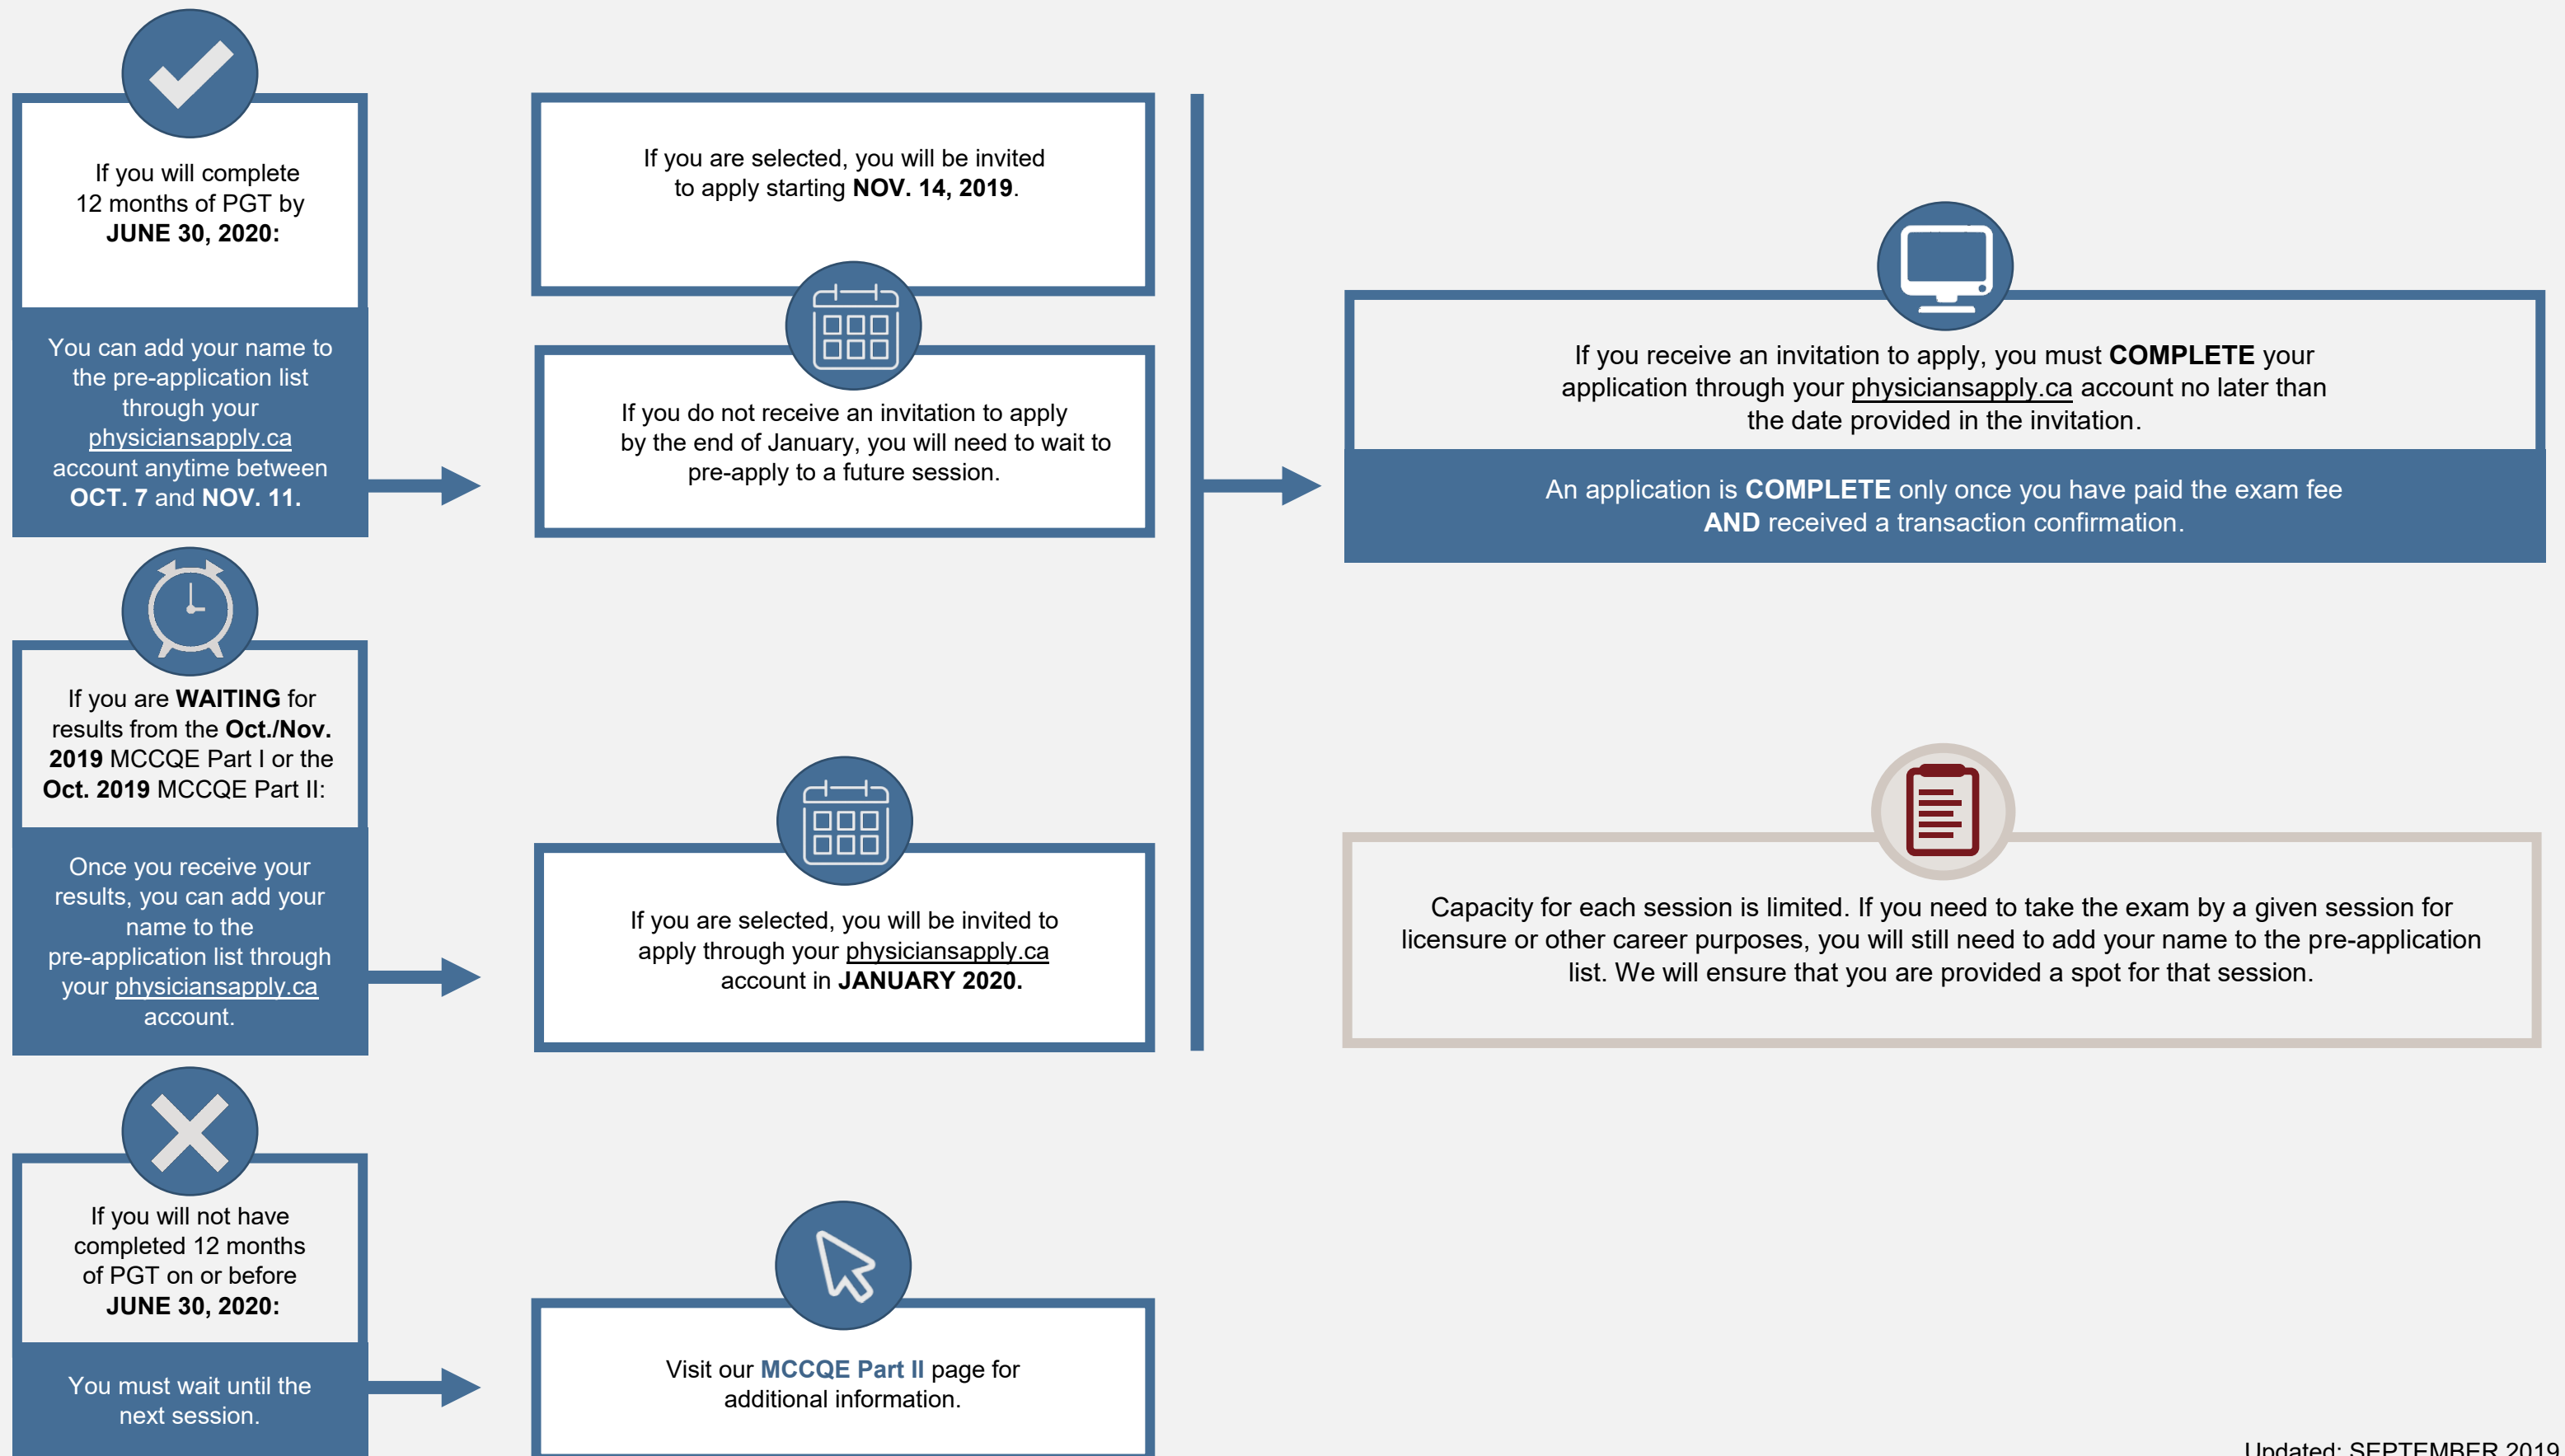 If you will complete
12 months of PGT by
JUNE 30, 2020:
You can add your name to
the pre-application list
through your
physiciansapply.ca
account anytime between
OCT. 7 and NOV. 11.
If you are selected, you will be invited
to apply starting NOV. 14, 2019.
If you do not receive an invitation to apply
by the end of January, you will need to wait to
pre-apply to a future session.
If you receive an invitation to apply, you must COMPLETE your
application through your physiciansapply.ca account no later than
the date provided in the invitation.
An application is COMPLETE only once you have paid the exam fee
AND received a transaction confirmation.
If you are WAITING for
results from the Oct./Nov.
2019 MCCQE Part I or the
Oct. 2019 MCCQE Part II:
Once you receive your
results, you can add your
name to the
pre-application list through
your physiciansapply.ca
account.
If you are selected, you will be invited to
apply through your physiciansapply.ca
account in JANUARY 2020.
Capacity for each session is limited. If you need to take the exam by a given session for
licensure or other career purposes, you will still need to add your name to the pre-application
list. We will ensure that you are provided a spot for that session.
If you will not have
completed 12 months
of PGT on or before
JUNE 30, 2020:
You must wait until the
next session.
Visit our MCCQE Part II page for
additional information.
Updated: SEPTEMBER 2019